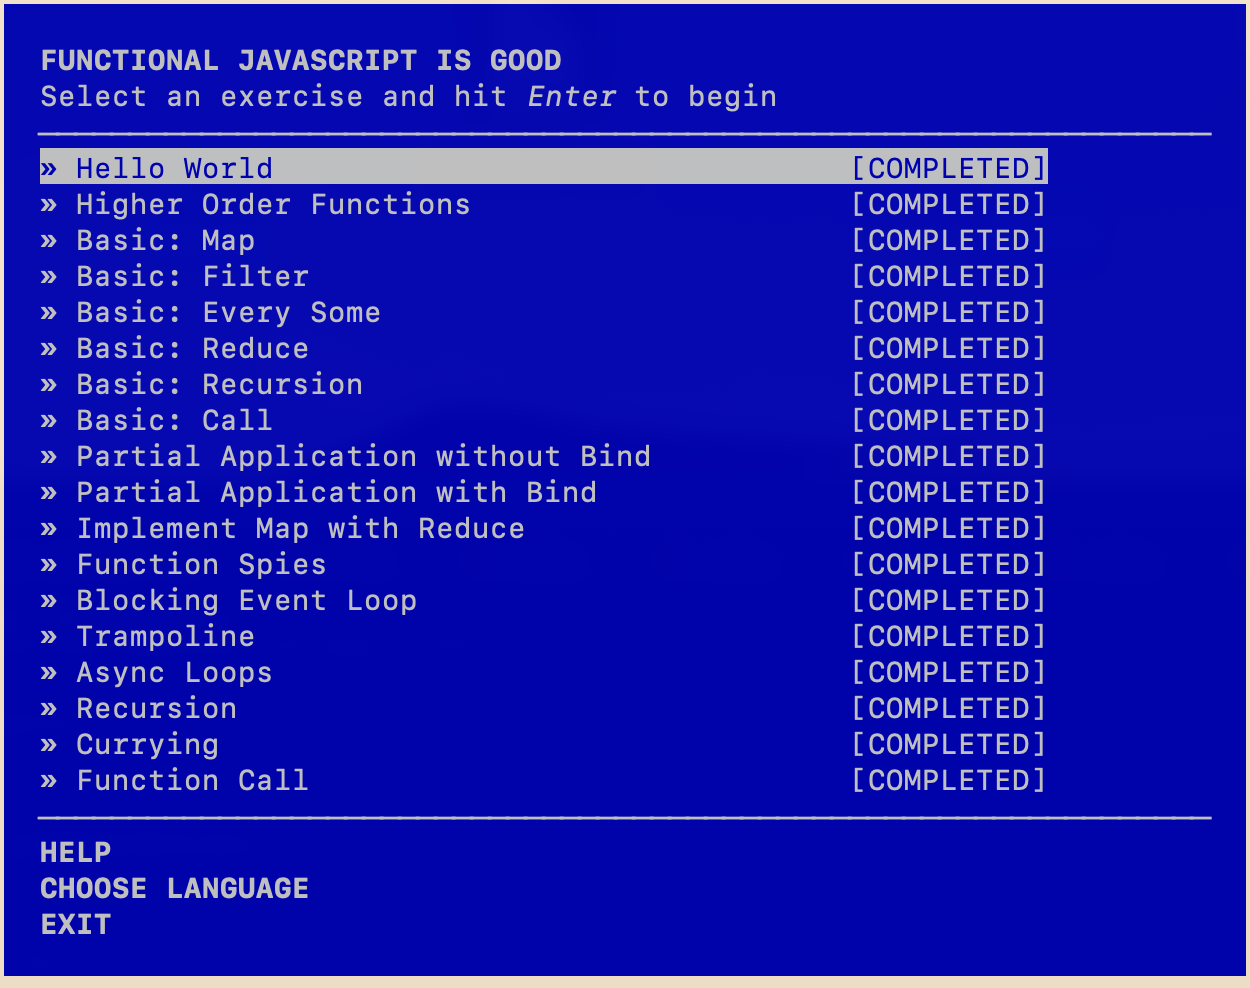 FUNCTIONAL JAVASCRIPT IS GOOD
Select an exercise and hit Enter to begin
» Hello World [COMPLETED]
» Higher Order Functions [COMPLETED]
» Basic: Map [COMPLETED]
» Basic: Filter [COMPLETED]
» Basic: Every Some [COMPLETED]
» Basic: Reduce [COMPLETED]
» Basic: Recursion [COMPLETED]
» Basic: Call [COMPLETED]
» Partial Application without Bind [COMPLETED]
» Partial Application with Bind [COMPLETED]
» Implement Map with Reduce [COMPLETED]
» Function Spies [COMPLETED]
» Blocking Event Loop [COMPLETED]
» Trampoline [COMPLETED]
» Async Loops [COMPLETED]
» Recursion [COMPLETED]
» Currying [COMPLETED]
» Function Call [COMPLETED]
HELP
CHOOSE LANGUAGE
EXIT